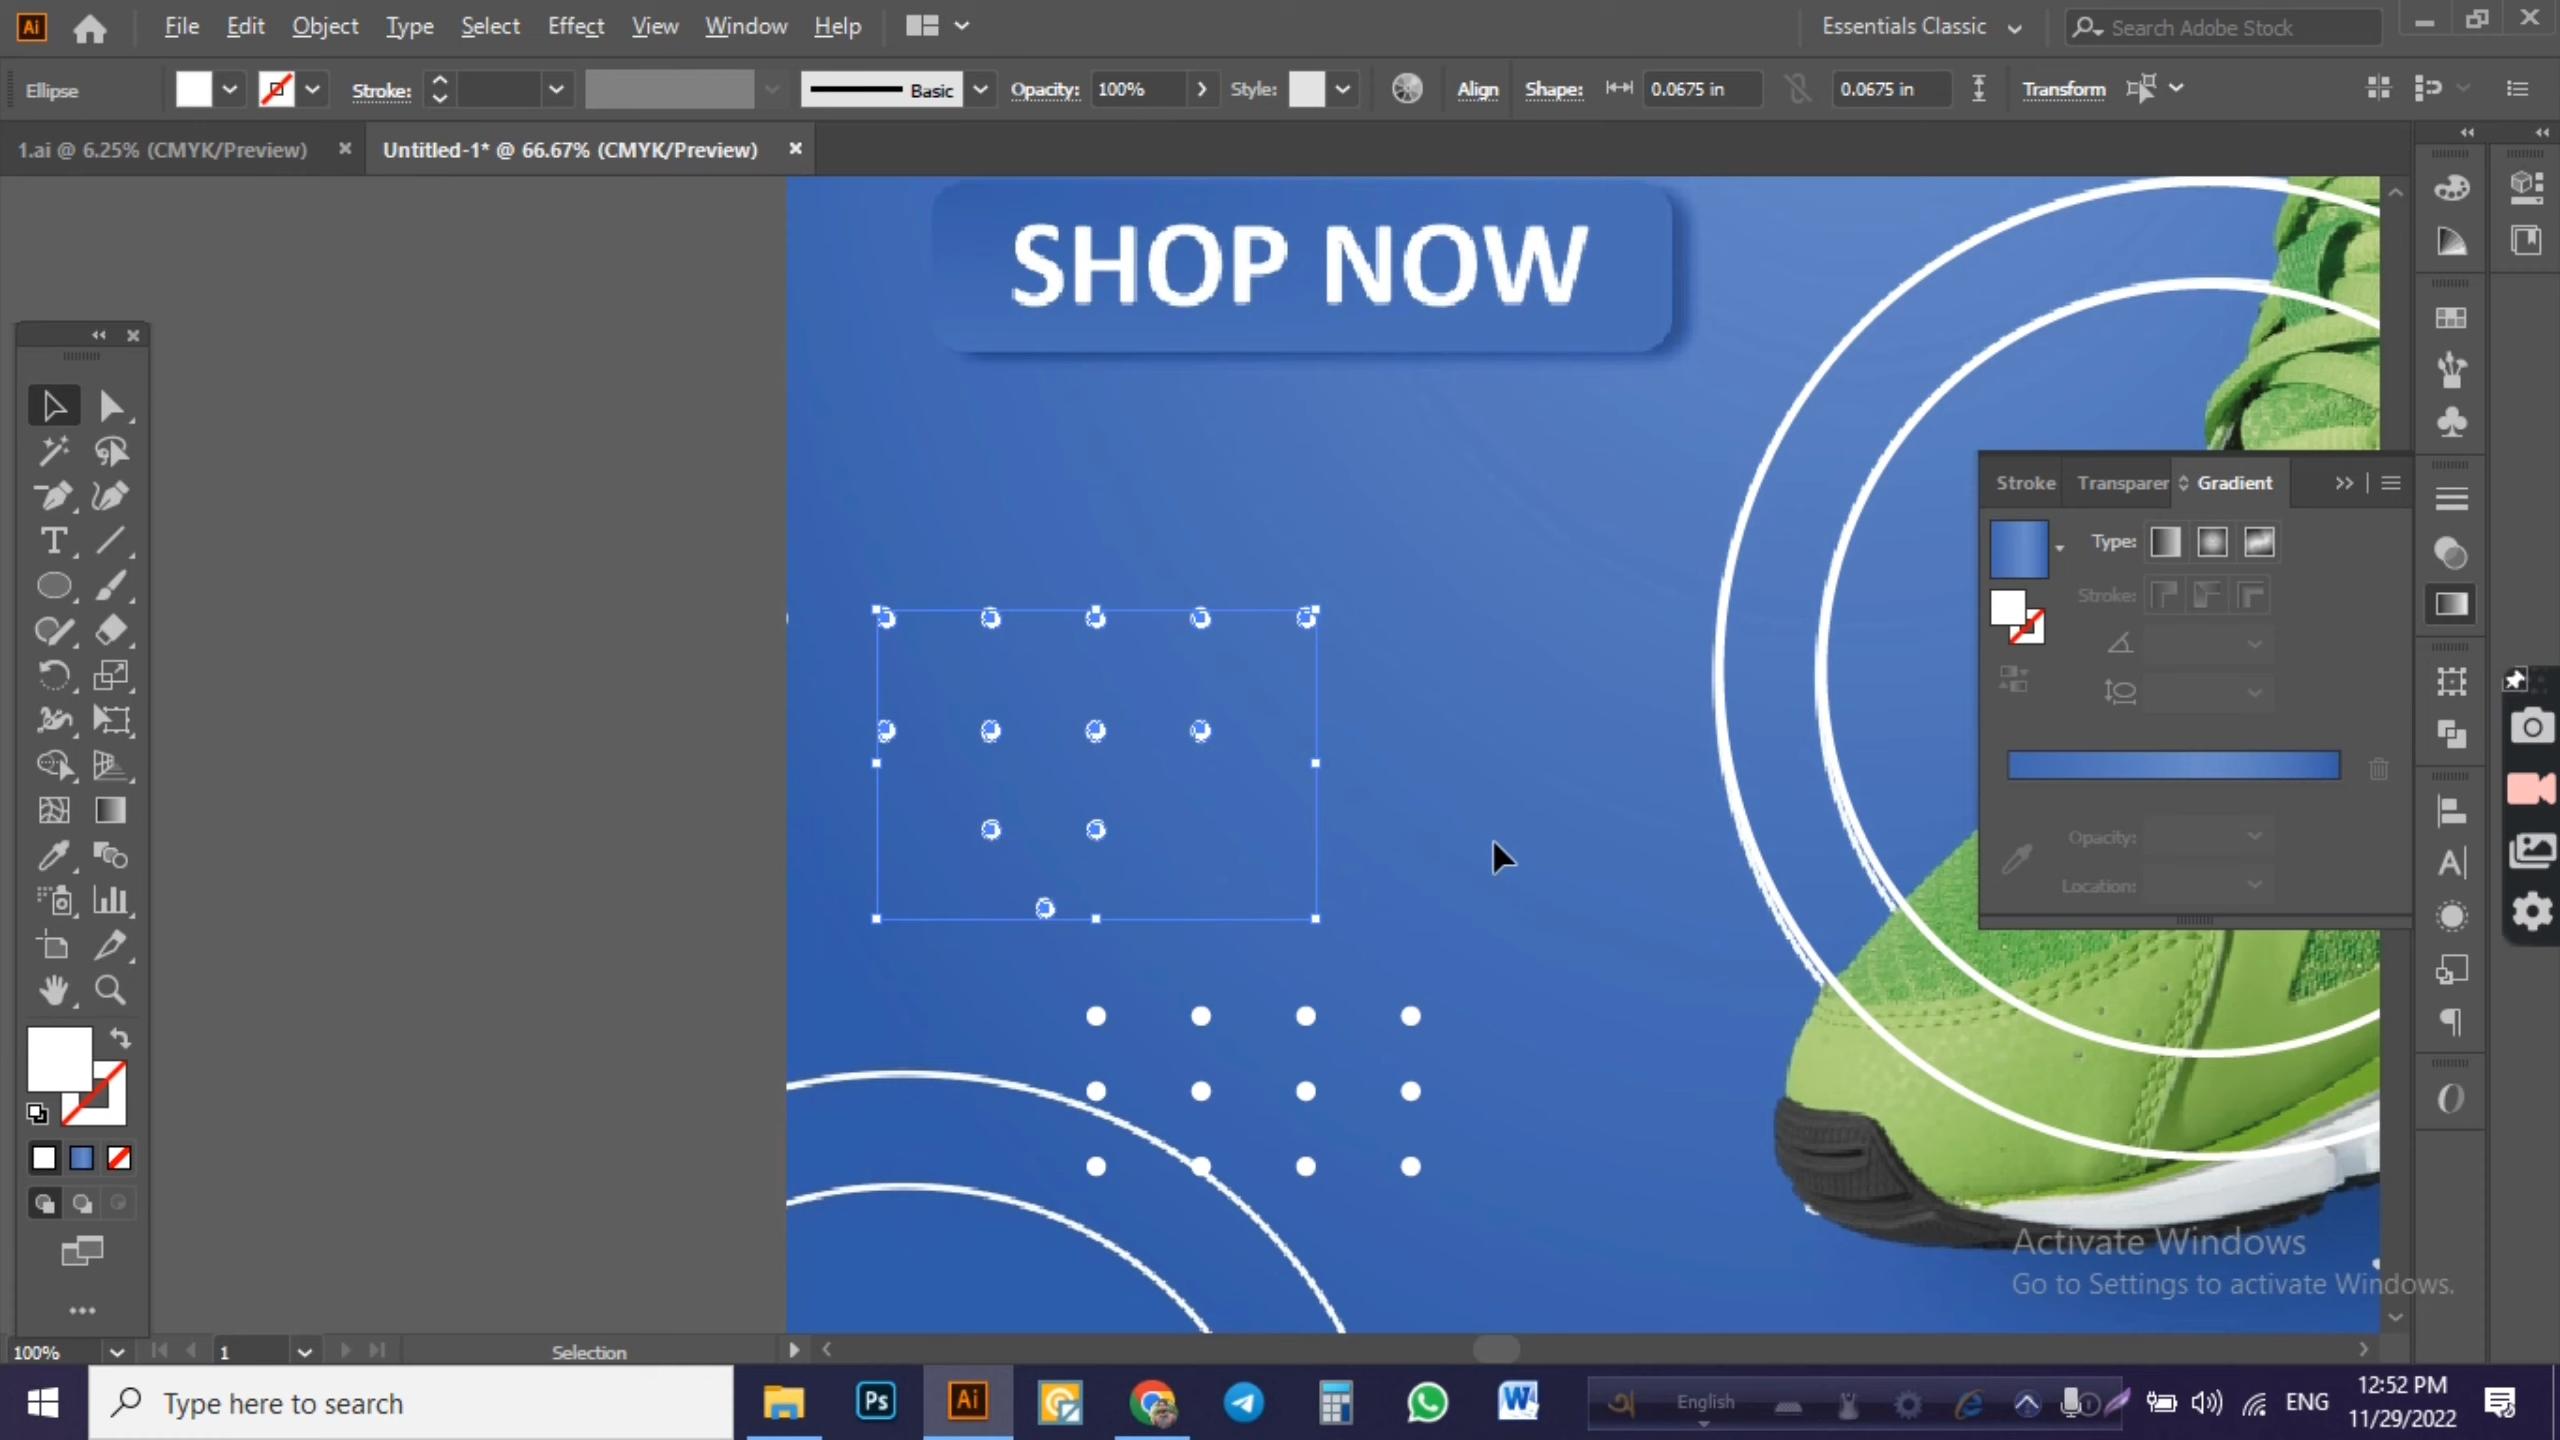 Ai File Edit Object Type Select Effect View Window Help Essentials Classic Search Adobe Stock
Ellipse Stroke: Basic Opacity: 100% Style: Align Shape: 0.0675 in 0.0675 in Transform
1.ai @ 6.25% (CMYK/Preview) Untitled-1* @ 66.67% (CMYK/Preview)
SHOP NOW
Stroke Transparer Gradient
Type:
Stroke:
Opacity:
Location:
Activate Windows
Go to Settings to activate Windows.
100% 1 Selection
Type here to search Ps Ai English ENG
12:52 PM
11/29/2022